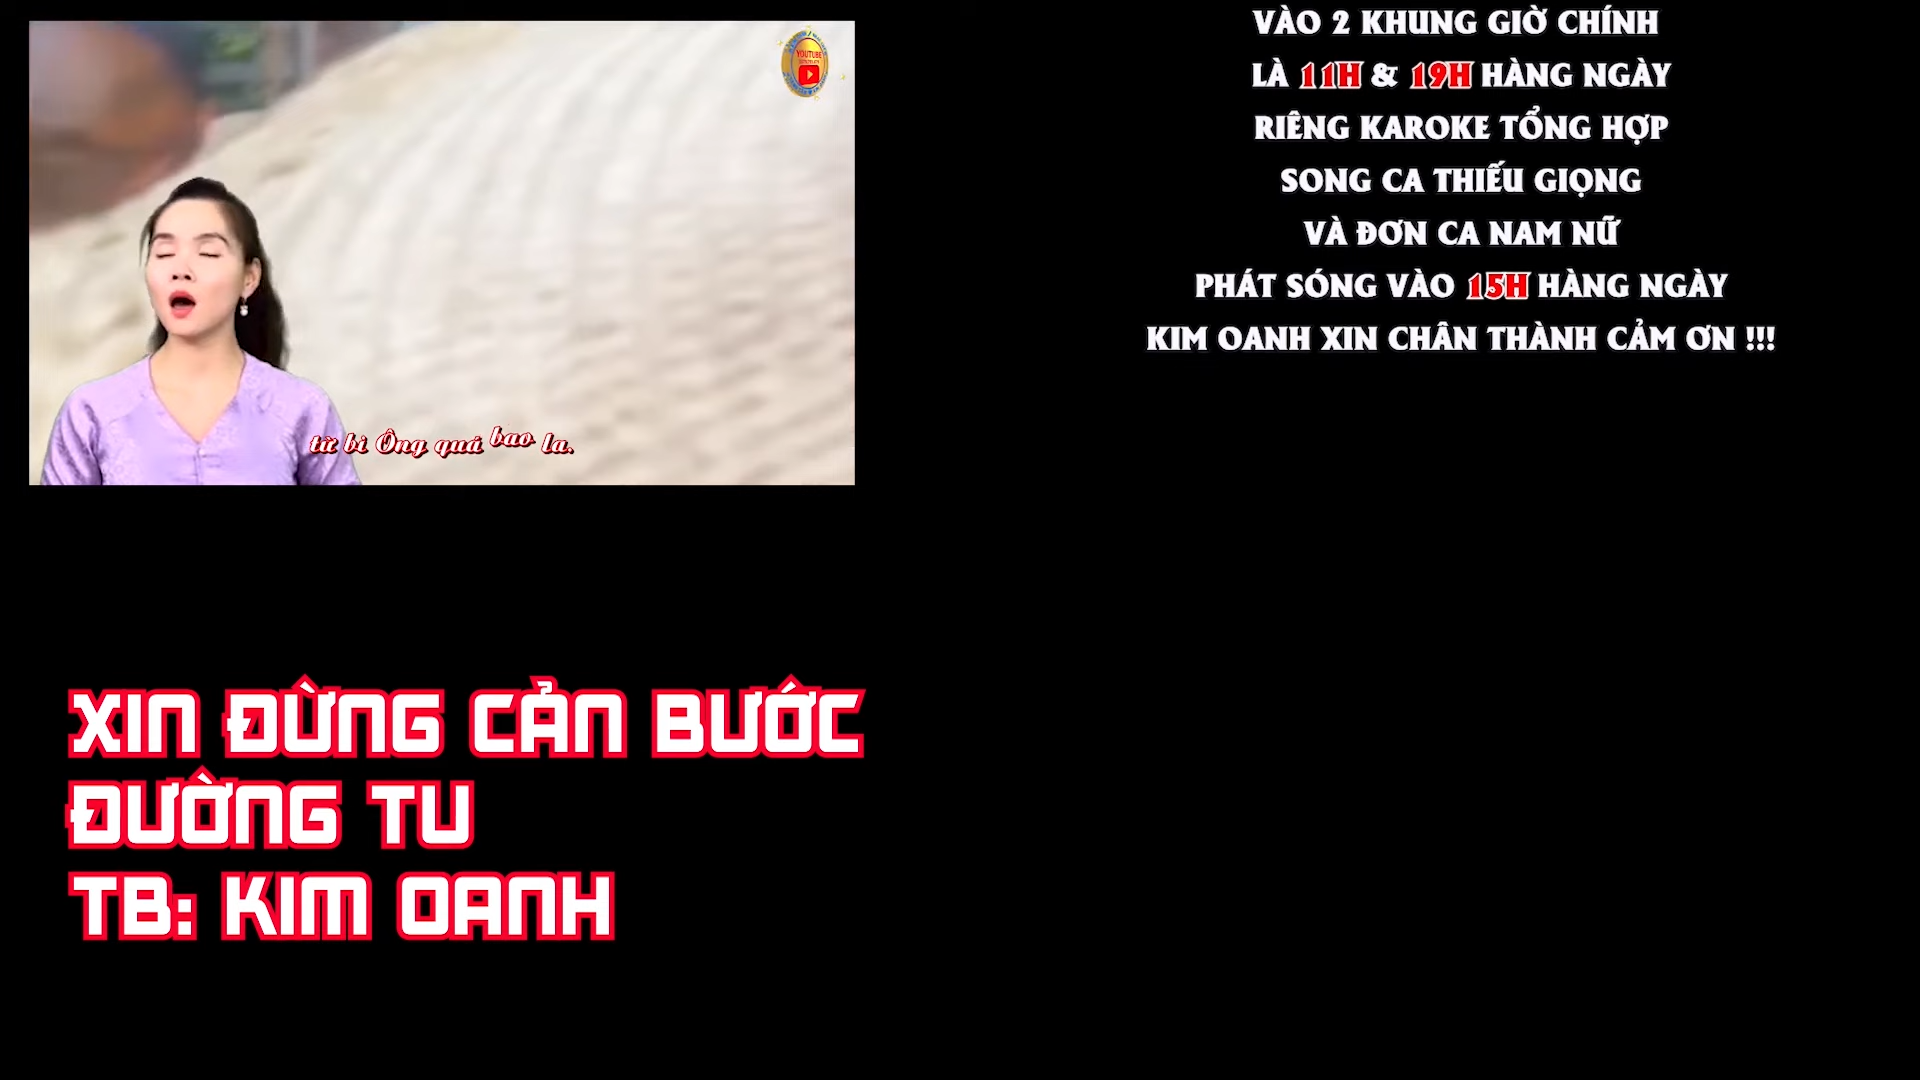 YOUTUBE
từ bi Ông quá bao la.
VÀO 2 KHUNG GIỜ CHÍNH
LÀ 11H & 19H HÀNG NGÀY
RIÊNG KAROKE TỔNG HỢP
SONG CA THIẾU GIỌNG
VÀ ĐƠN CA NAM NỮ
PHÁT SÓNG VÀO 15H HÀNG NGÀY
KIM OANH XIN CHÂN THÀNH CẢM ƠN !!!
XIN ĐỪNG CẢN BƯỚC
ĐƯỜNG TU
TB: KIM OANH